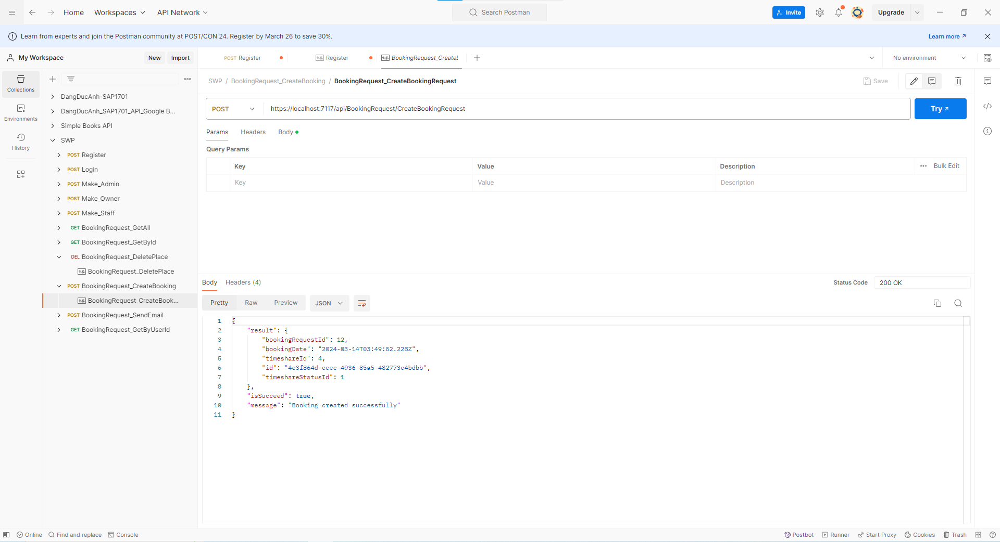 Home Workspaces API Network Search Postman Invite Upgrade
Learn from experts and join the Postman community at POST/CON 24. Register by March 26 to save 30%. Learn more
My Workspace New Import POST Register e.g. Register e.g. BookingRequest_CreateB No environment
Collections
Environments
History
DangDucAnh-SAP1701
DangDucAnh_SAP1701_API_Google B...
Simple Books API
SWP
POST Register
POST Login
POST Make_Admin
POST Make_Owner
POST Make_Staff
GET BookingRequest_GetAll
GET BookingRequest_GetById
DEL BookingRequest_DeletePlace
e.g. BookingRequest_DeletePlace
POST BookingRequest_CreateBooking
e.g. BookingRequest_CreateBook...
POST BookingRequest_SendEmail
GET BookingRequest_GetByUserId
SWP / BookingRequest_CreateBooking / BookingRequest_CreateBookingRequest Save
POST https://localhost:7117/api/BookingRequest/CreateBookingRequest Try
Params Headers Body
Query Params
Key Value Description Bulk Edit
Key Value Description
Body Headers (4) Status Code 200 OK
Pretty Raw Preview JSON
1 {
2 "result": {
3 "bookingRequestId": 12,
4 "bookingDate": "2024-03-14T03:49:52.228Z",
5 "timeshareId": 4,
6 "id": "4e3f864d-eeec-4936-85a5-482773c4bdbb",
7 "timeshareStatusId": 1
8 },
9 "isSucceed": true,
10 "message": "Booking created successfully"
11 }
Online Find and replace Console Postbot Runner Start Proxy Cookies Trash